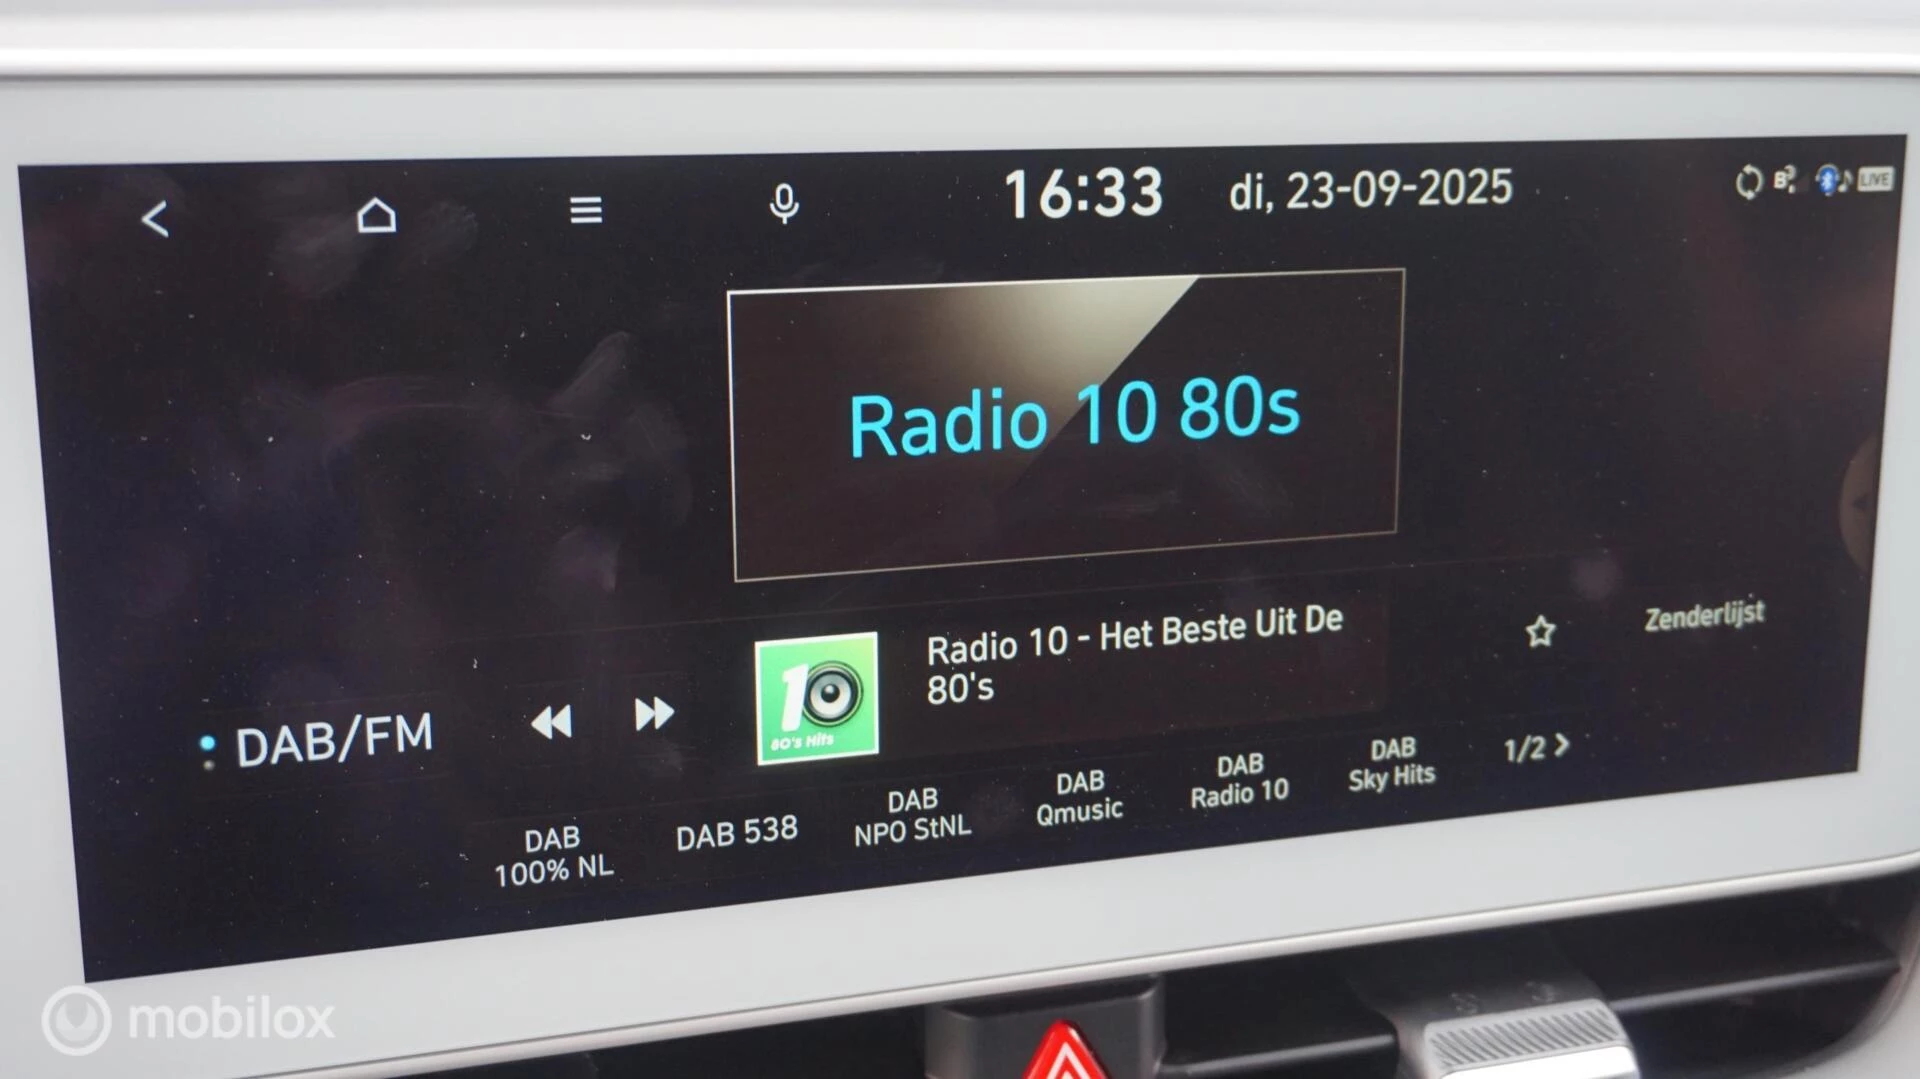 16:33 di, 23-09-2025
LIVE
Radio 10 80s
Radio 10 - Het Beste Uit De
80's
Zenderlijst
10
80's Hits
DAB/FM
DAB
100% NL
DAB 538
DAB
NPO StNL
DAB
Qmusic
DAB
Radio 10
DAB
Sky Hits
1/2
mobilox